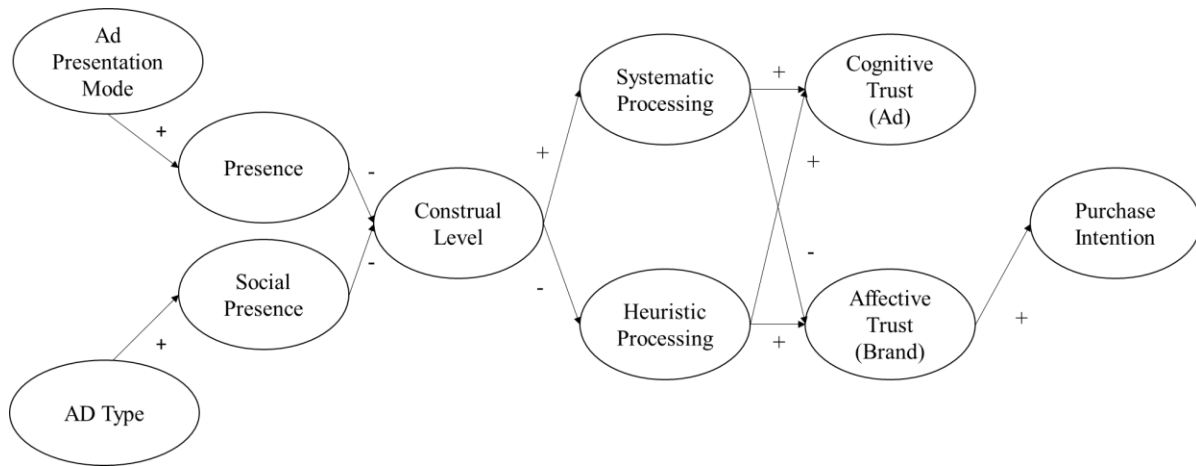 Ad
Presentation
Mode
+
Presence
-
Social
Presence
-
+
AD Type
Construal
Level
+
-
Systematic
Processing
Heuristic
Processing
+
+
-
+
Cognitive
Trust
(Ad)
Affective
Trust
(Brand)
+
Purchase
Intention